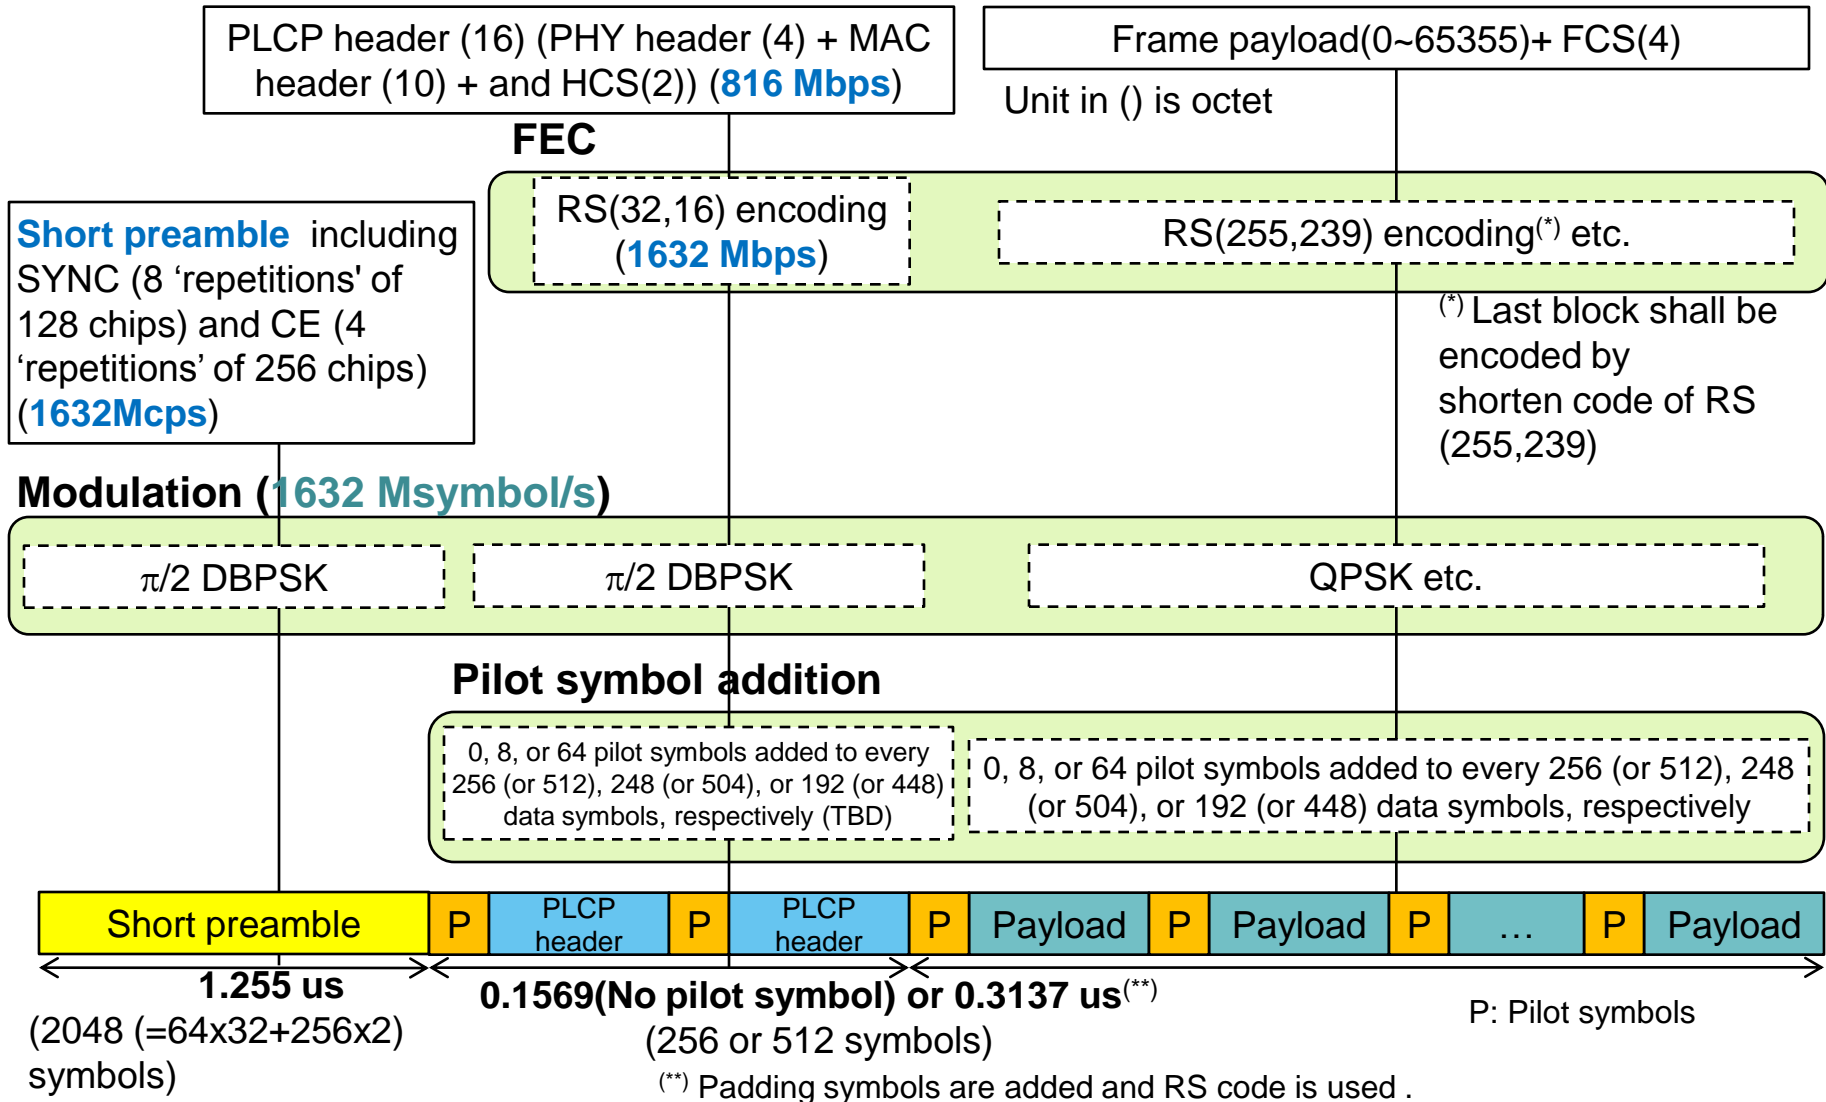 PLCP header (16) (PHY header (4) + MAC
header (10) + and HCS(2)) (816 Mbps)
Frame payload(0~65355)+ FCS(4)
Unit in () is octet
FEC
RS(32,16) encoding
(1632 Mbps)
RS(255,239) encoding(*) etc.
Short preamble including
SYNC (8 ‘repetitions' of
128 chips) and CE (4
‘repetitions’ of 256 chips)
(1632Mcps)
(*) Last block shall be
encoded by
shorten code of RS
(255,239)
Modulation (1632 Msymbol/s)
π/2 DBPSK
π/2 DBPSK
QPSK etc.
Pilot symbol addition
0, 8, or 64 pilot symbols added to every
256 (or 512), 248 (or 504), or 192 (or 448)
data symbols, respectively (TBD)
0, 8, or 64 pilot symbols added to every 256 (or 512), 248
(or 504), or 192 (or 448) data symbols, respectively
Short preamble
P
PLCP
header
P
PLCP
header
P
Payload
P
Payload
P
...
P
Payload
1.255 us
(2048 (=64x32+256x2)
symbols)
0.1569(No pilot symbol) or 0.3137 us(**)
(256 or 512 symbols)
P: Pilot symbols
(**) Padding symbols are added and RS code is used .